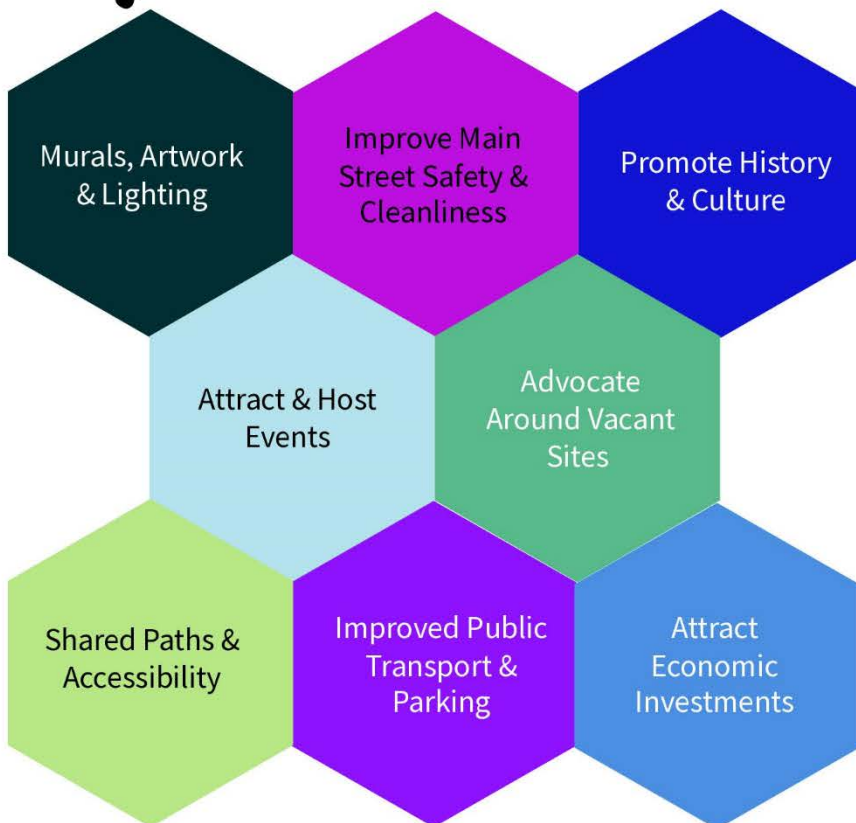 Murals, Artwork
& Lighting
Improve Main
Street Safety &
Cleanliness
Promote History
& Culture
Attract & Host
Events
Advocate
Around Vacant
Sites
Shared Paths &
Accessibility
Improved Public
Transport &
Parking
Attract
Economic
Investments